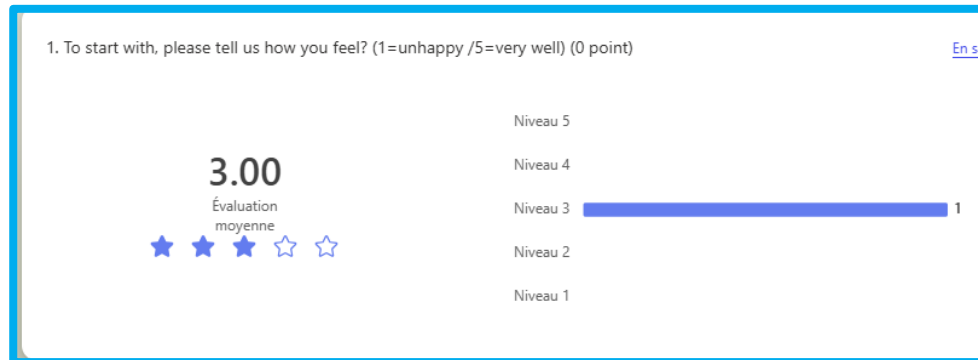 1. To start with, please tell us how you feel? (1=unhappy /5=very well) (0 point)
En s
3.00
Évaluation
moyenne
Niveau 5
Niveau 4
Niveau 3 1
Niveau 2
Niveau 1